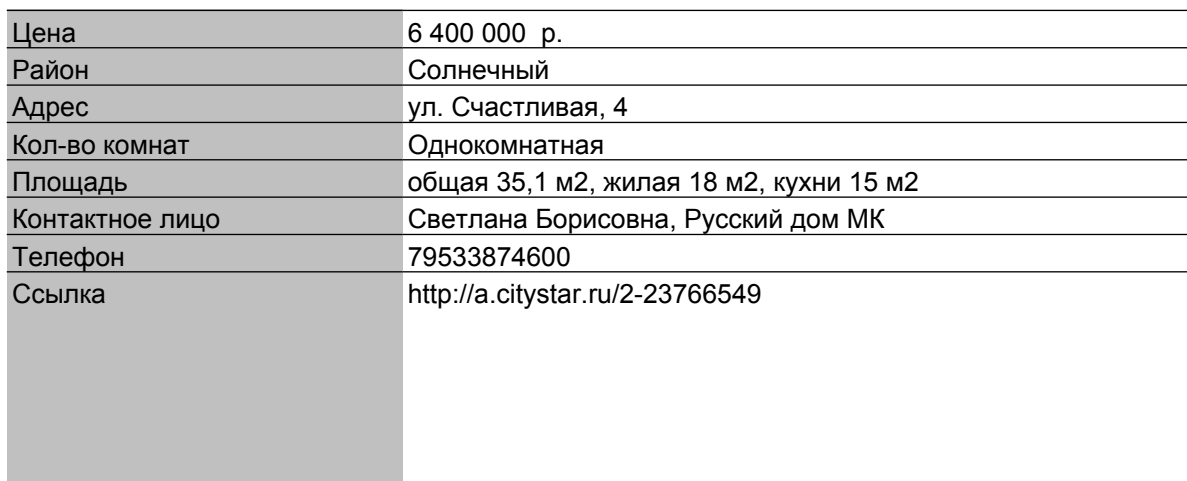 Цена 6 400 000 р.
Район Солнечный
Адрес ул. Счастливая, 4
Кол-во комнат Однокомнатная
Площадь общая 35,1 м2, жилая 18 м2, кухни 15 м2
Контактное лицо Светлана Борисовна, Русский дом МК
Телефон 79533874600
Ссылка http://a.citystar.ru/2-23766549